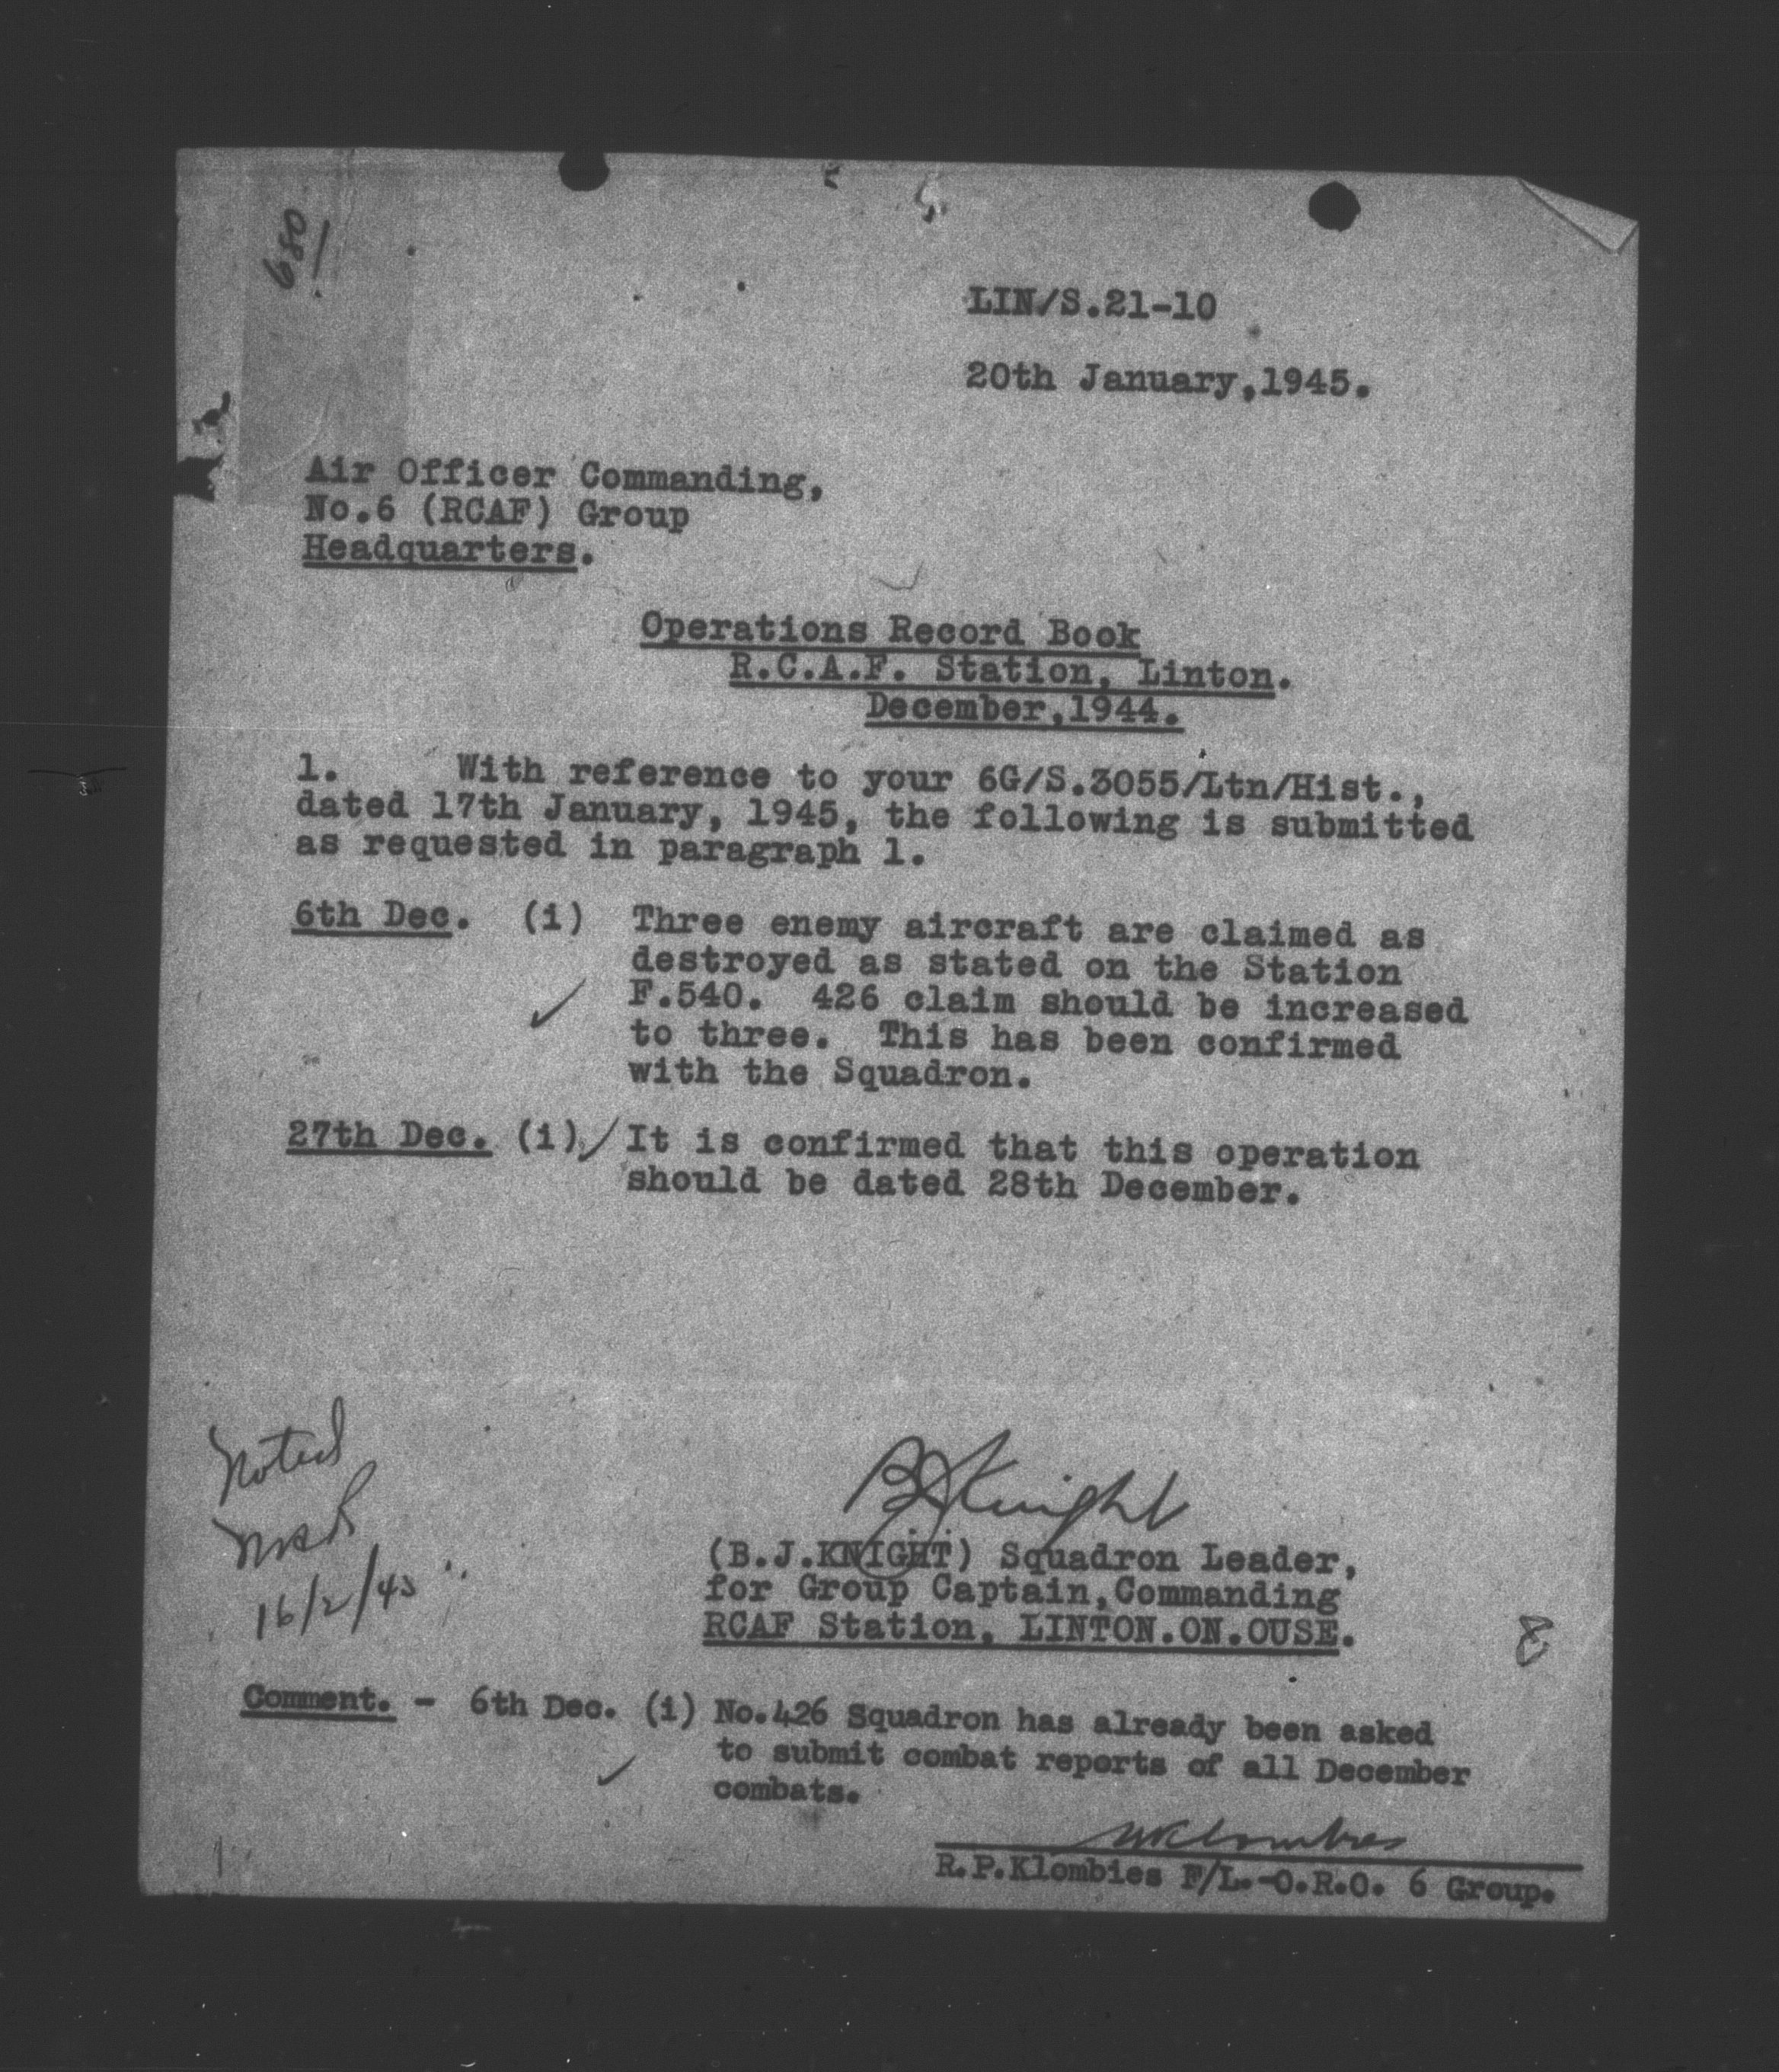 680
LIN/S.21-10
20th January,1945.
Air Officer Commanding,
No.6 (RCAF) Group
Headquarters.
Operations Record Book
R.C.A.F. Station, Linton.
December,1944.
1. With reference to your 6G/S.3055/Ltn/Hist.,
dated 17th January, 1945, the following is submitted
as requested in paragraph 1.
6th Dec. (i) Three enemy aircraft are claimed as
destroyed as stated on the Station
F.540. 426 claim should be increased
to three. This has been confirmed
with the Squadron.
27th Dec. (i) It is confirmed that this operation
should be dated 28th December.
Noted
16/2/45
BJKnight
(B.J.KNIGHT) Squadron Leader,
for Group Captain,Commanding
RCAF Station, LINTON.ON.OUSE.
8
Comment. - 6th Dec. (i) No.426 Squadron has already been asked
to submit combat reports of all December
combats.
R.P.Klombies F/L.-O.R.O. 6 Group.